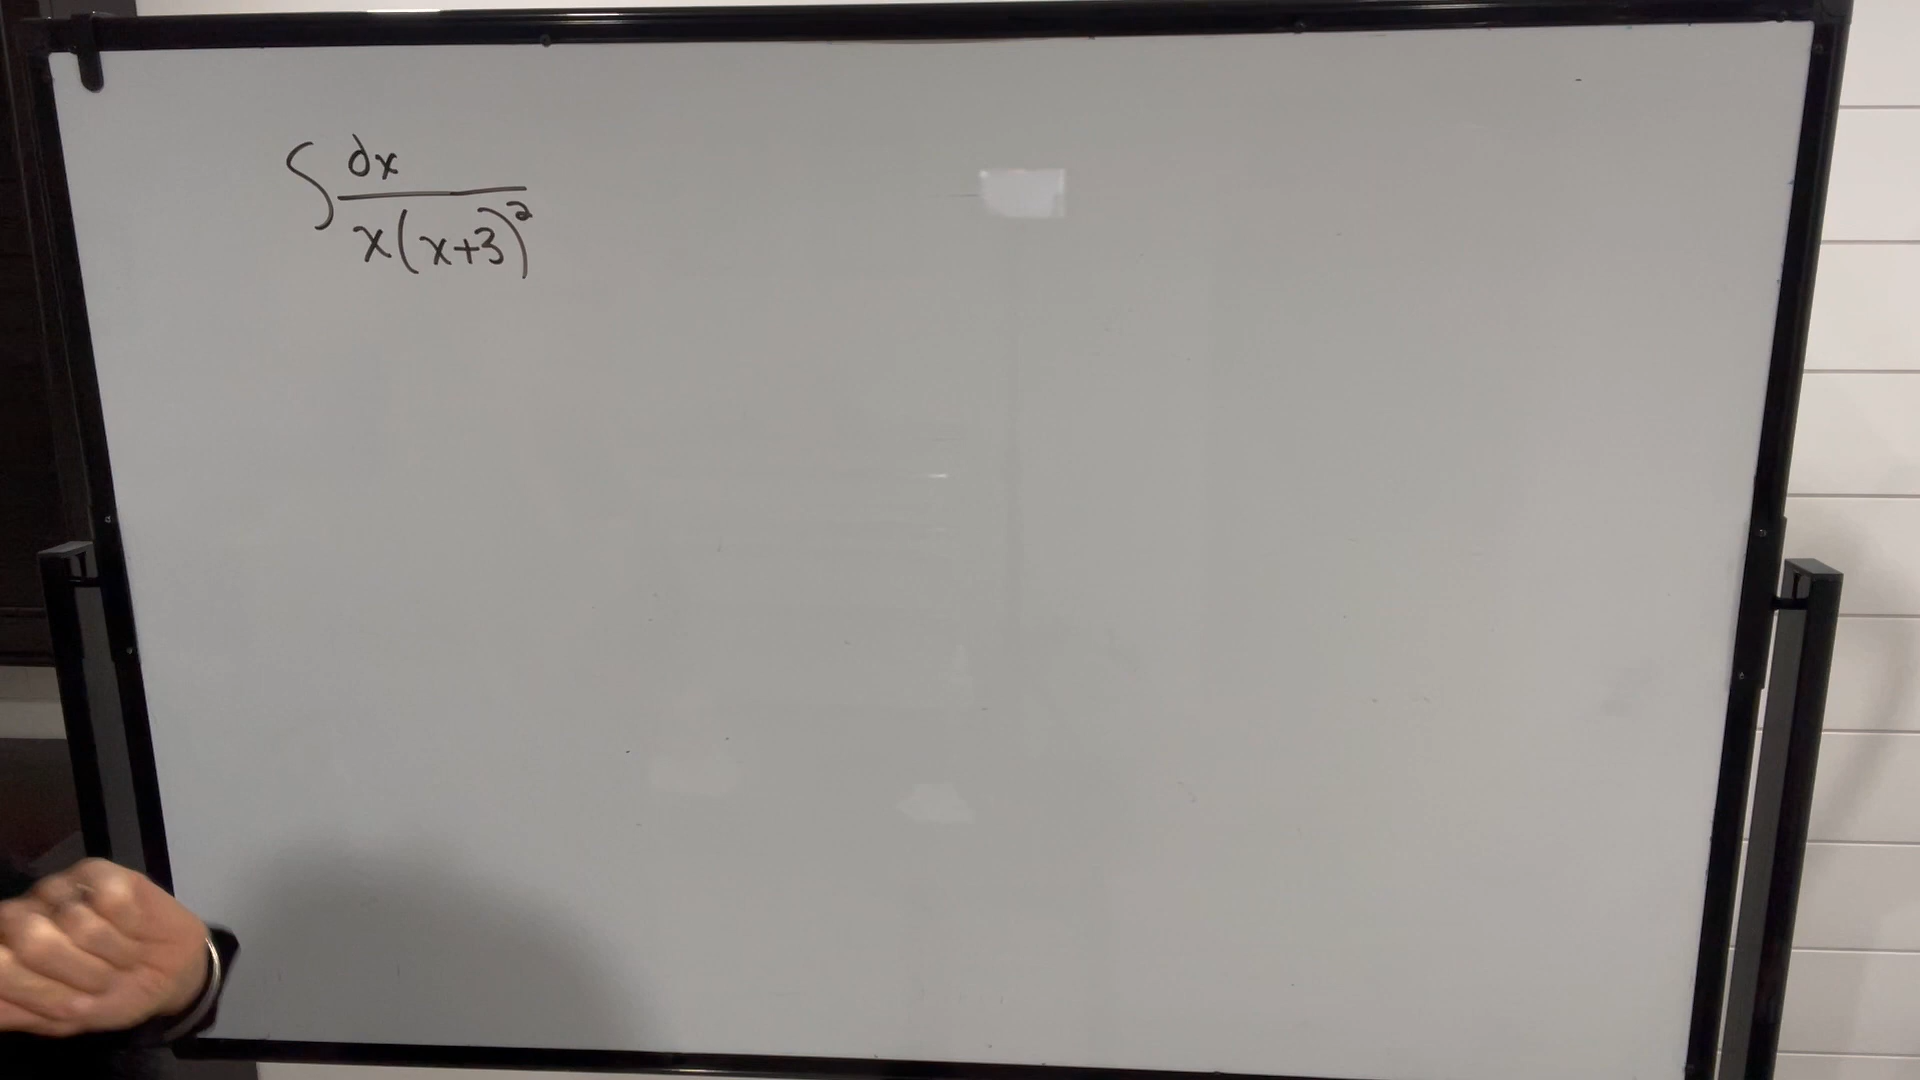 ∫ dx
x(x+3)²